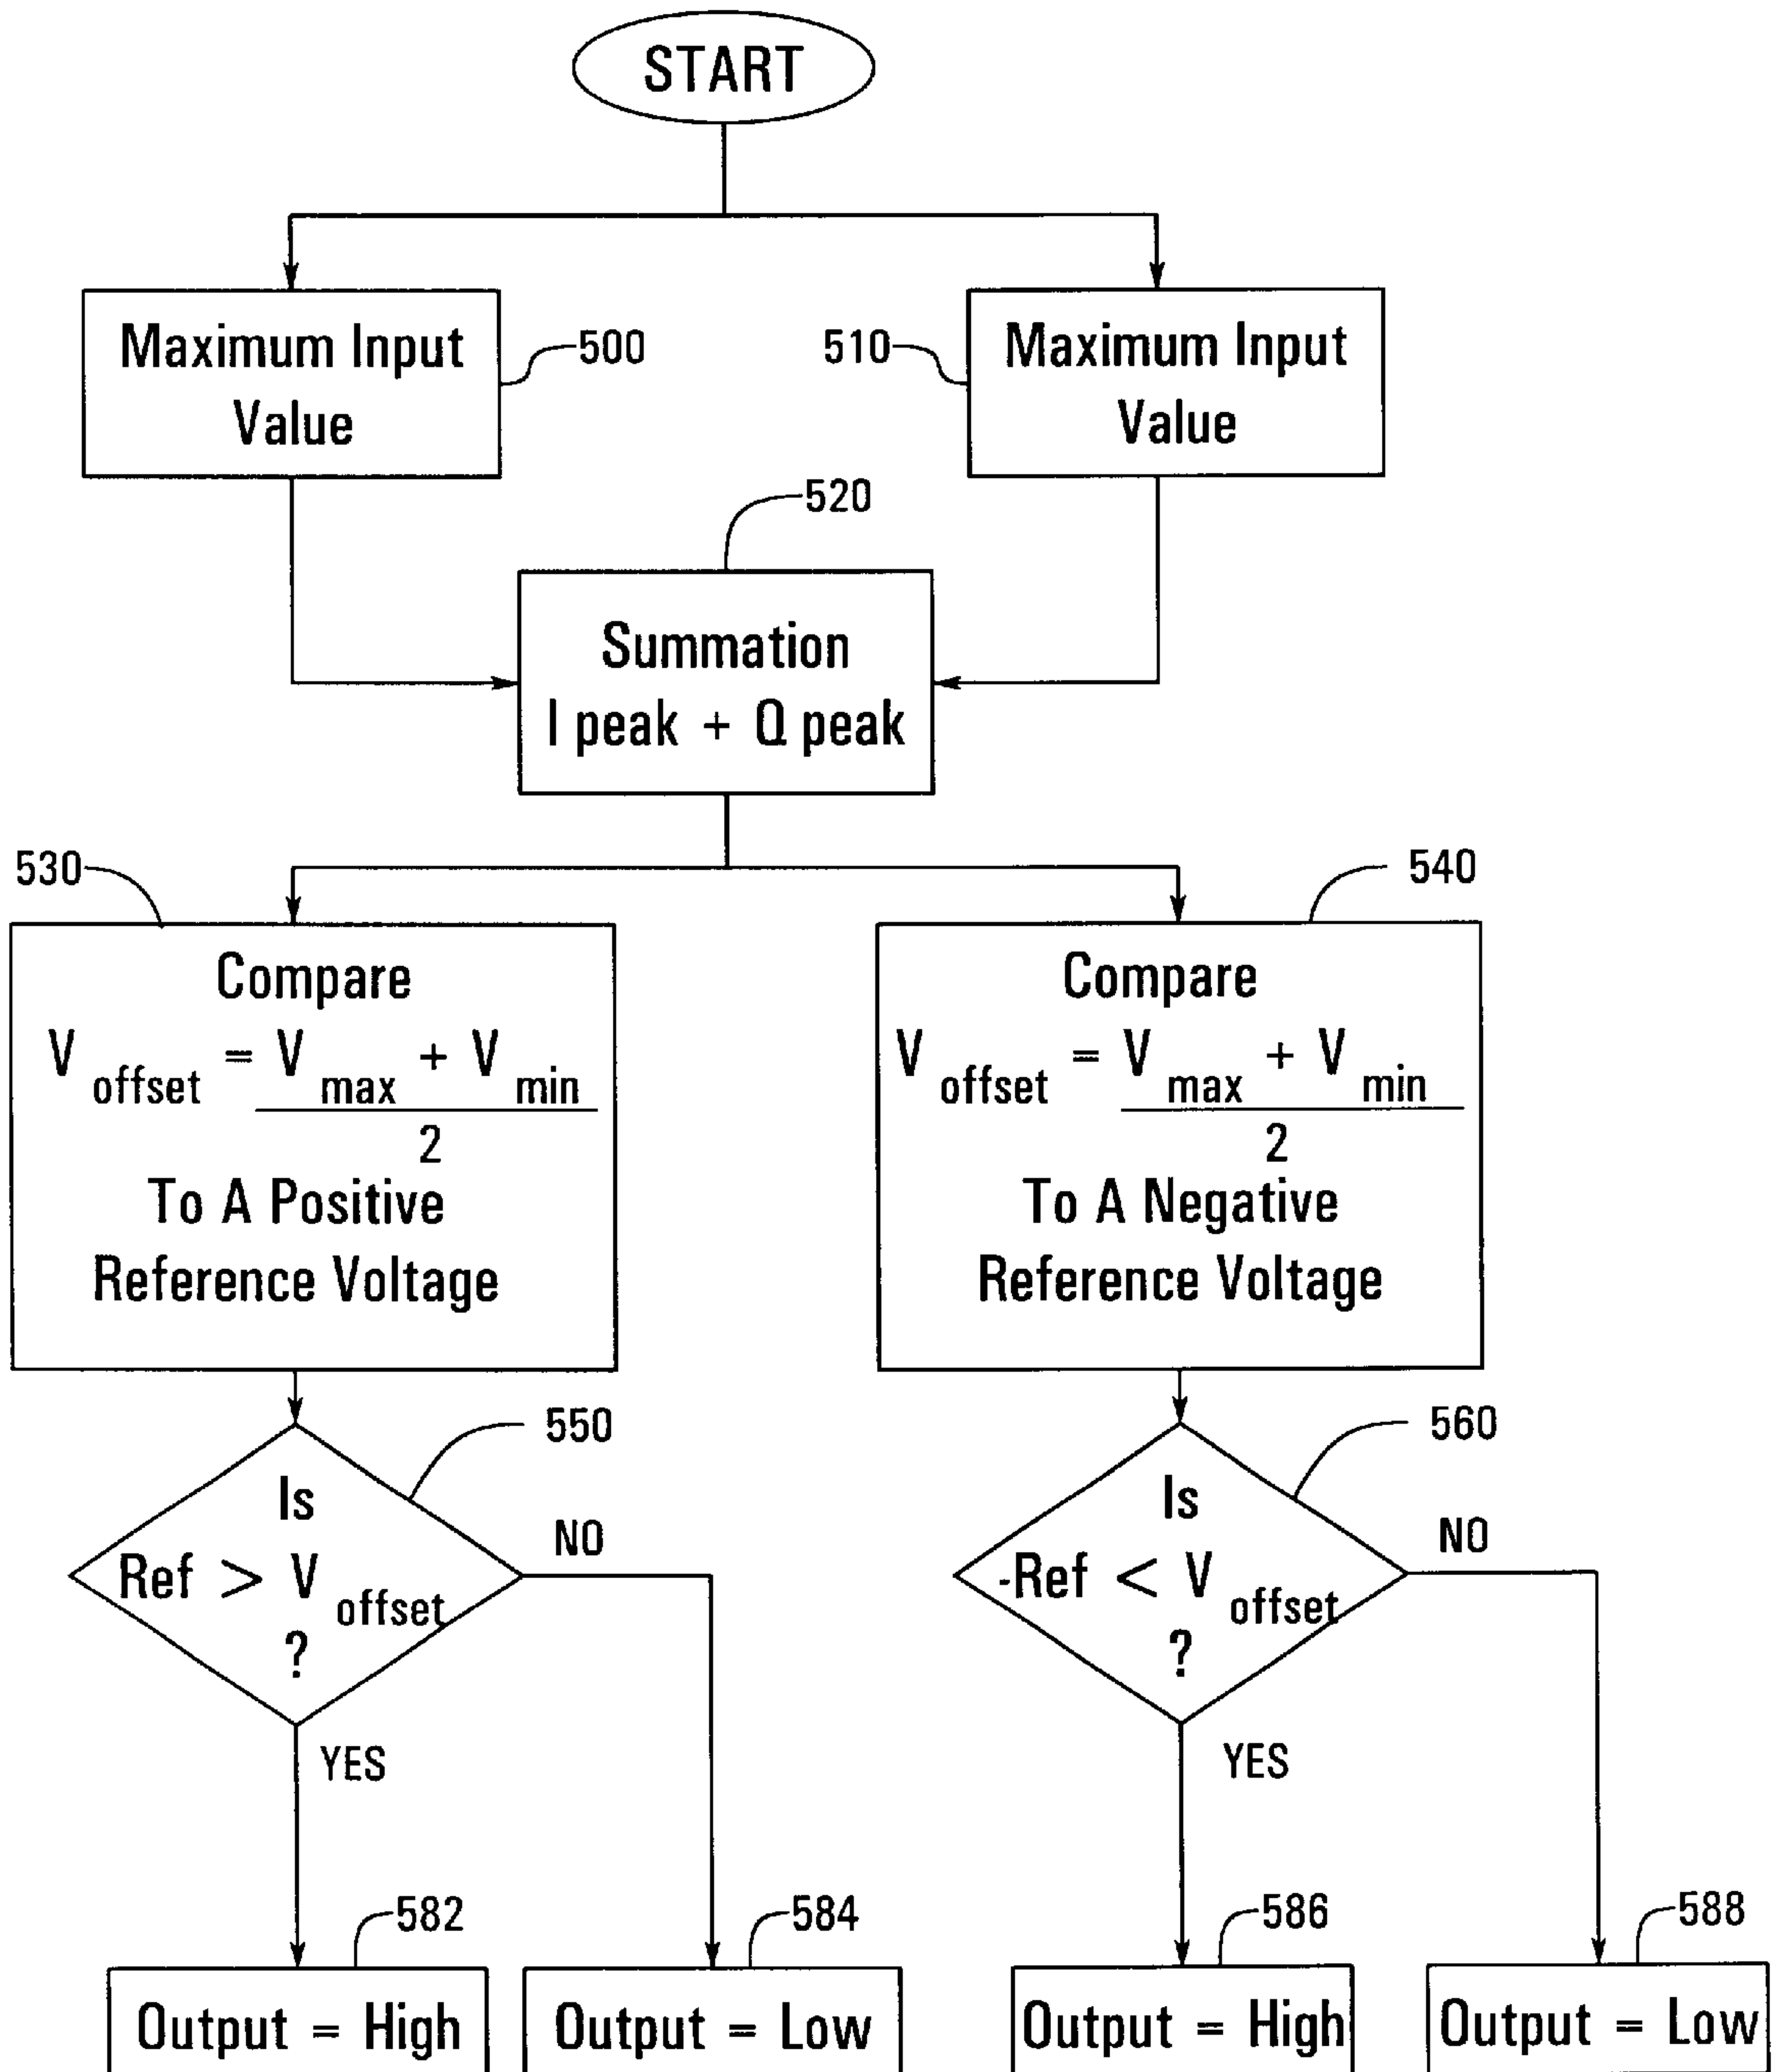 START
Maximum Input
Value
500
510
Maximum Input
Value
520
Summation
I peak + Q peak
530
Compare
V offset = V max + V min
2
To A Positive
Reference Voltage
540
Compare
V offset = V max + V min
2
To A Negative
Reference Voltage
550
Is
Ref > V offset
?
NO
YES
560
Is
-Ref < V offset
?
NO
YES
582
Output = High
584
Output = Low
586
Output = High
588
Output = Low